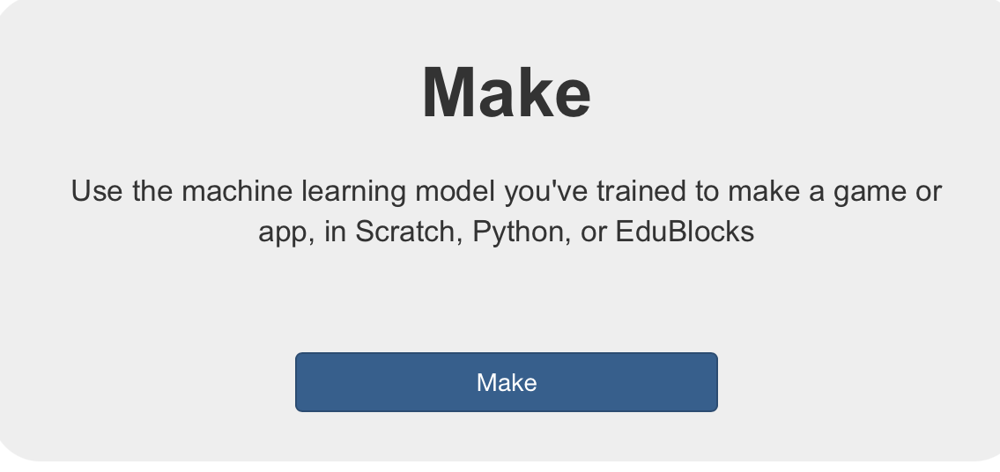 Make
Use the machine learning model you've trained to make a game or
app, in Scratch, Python, or EduBlocks
Make